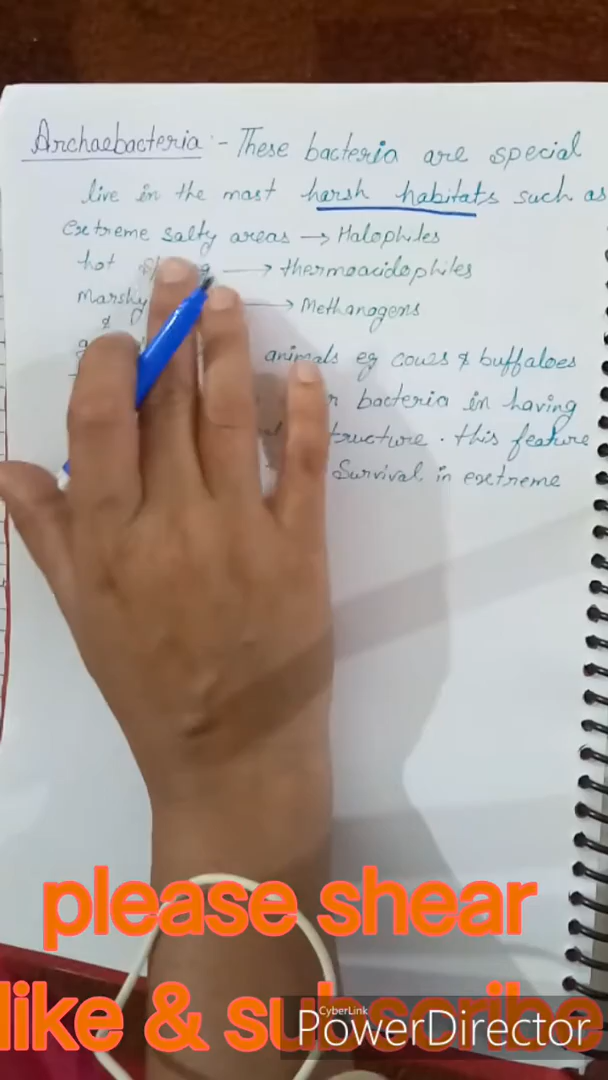 Archaebacteria :- These bacteria are special
live in the most harsh habitats such as
extreme salty areas → Halophiles
hot → thermoacidophiles
Marshy → Methanogens
&
animals eg cows & buffaloes
bacteria in having
structure. this feature
Survival in extreme
please shear
like & subscribe
CyberLink
PowerDirector